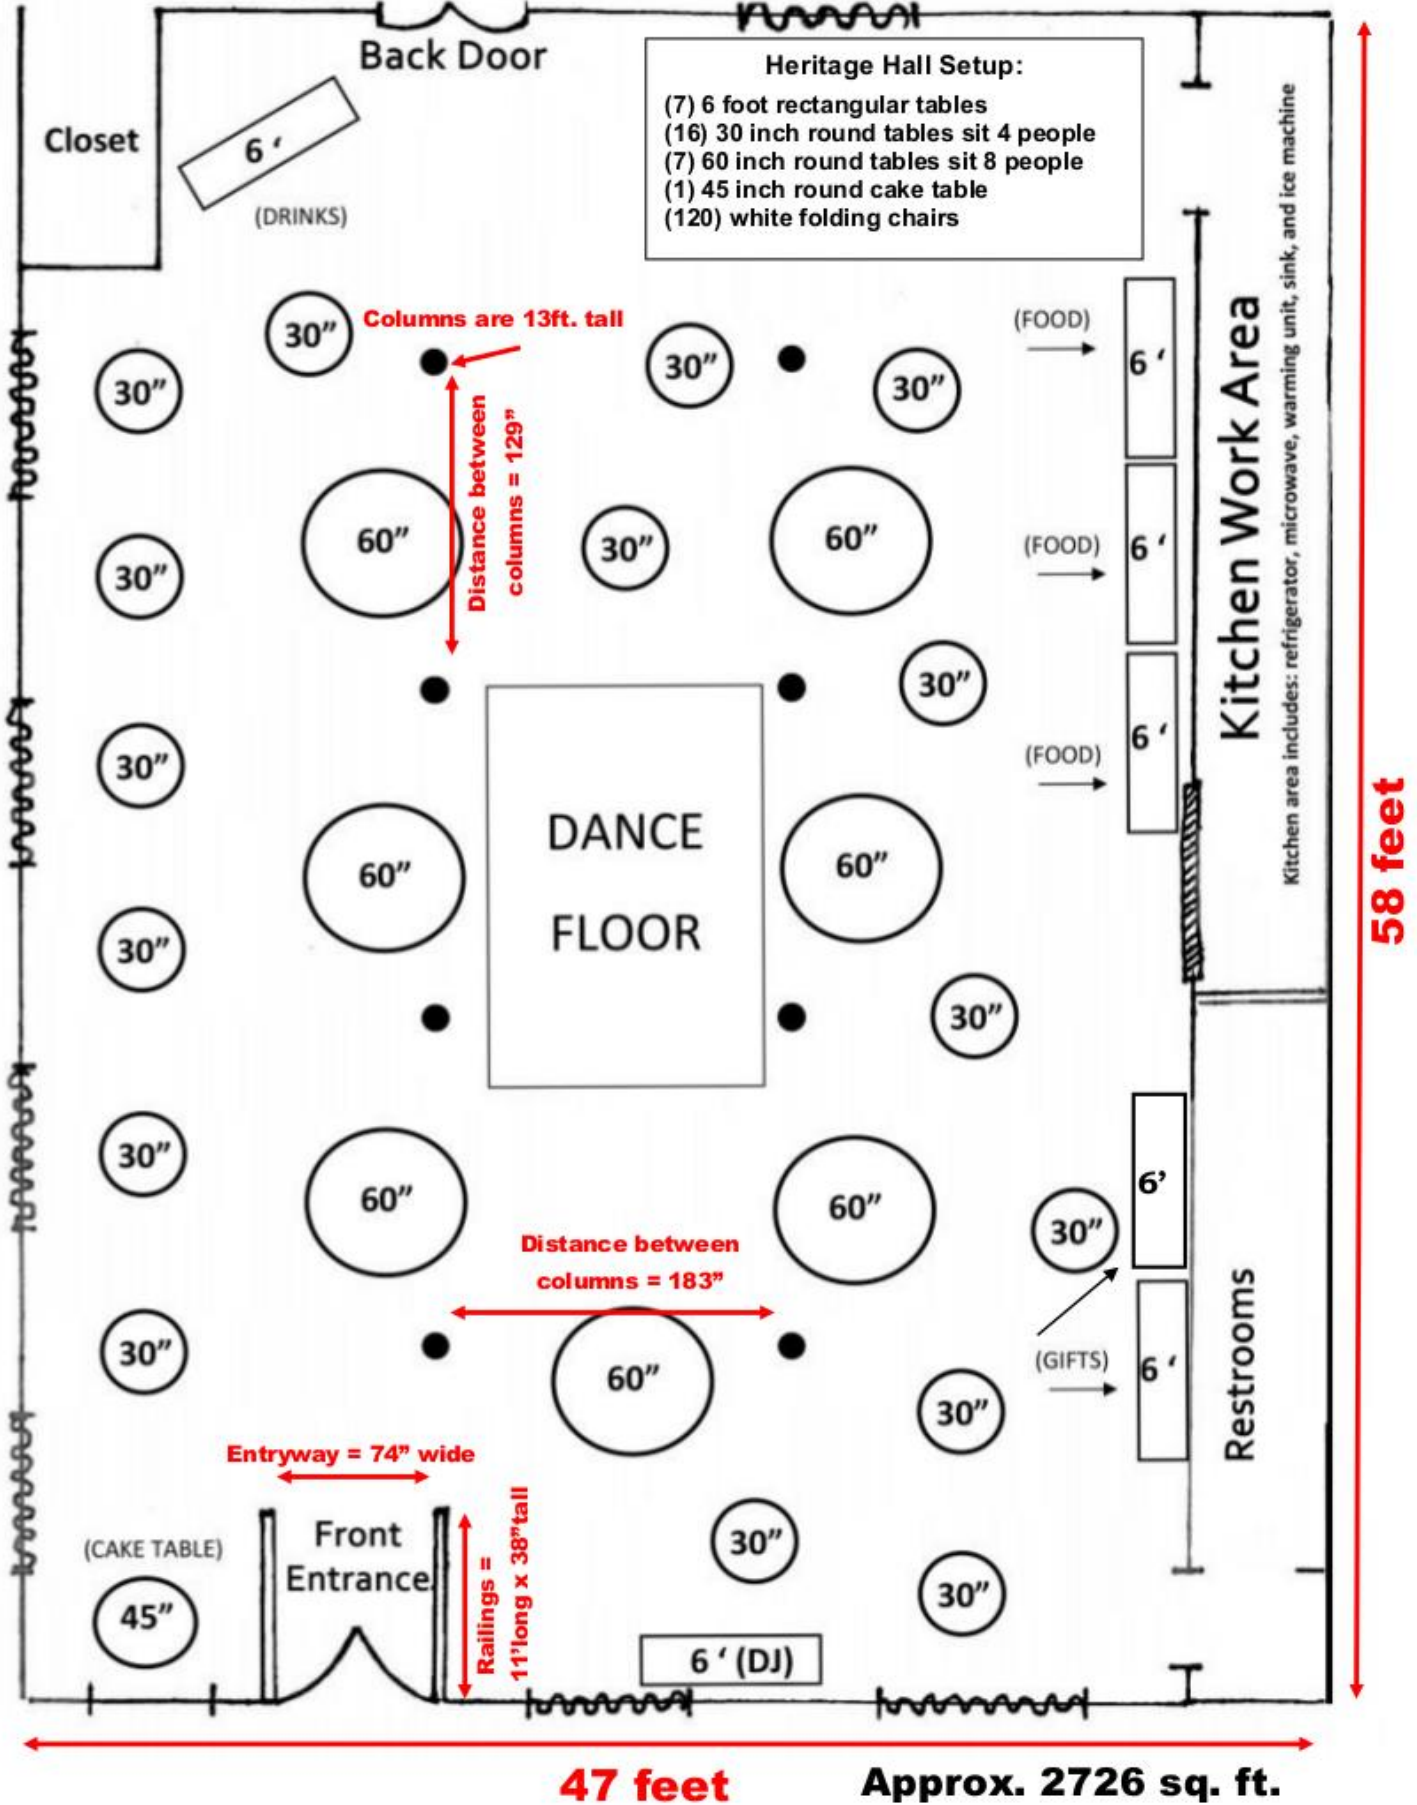 Back Door
Heritage Hall Setup:
(7) 6 foot rectangular tables
(16) 30 inch round tables sit 4 people
(7) 60 inch round tables sit 8 people
(1) 45 inch round cake table
(120) white folding chairs
Closet
6 ‘
(DRINKS)
30”
Columns are 13ft. tall
30”
30”
30”
(FOOD)
6 ‘
Kitchen Work Area
Kitchen area includes: refrigerator, microwave, warming unit, sink, and ice machine
Distance between
columns = 129”
60”
30”
60”
(FOOD)
6 ‘
30”
30”
(FOOD)
6 ‘
30”
DANCE
FLOOR
60”
60”
58 feet
30”
30”
30”
60”
60”
30”
6’
Distance between
columns = 183”
30”
60”
(GIFTS)
6 ‘
Restrooms
30”
Entryway = 74” wide
Front
Entrance
Railings =
11’long x 38”tall
(CAKE TABLE)
45”
30”
30”
6 ‘ (DJ)
47 feet
Approx. 2726 sq. ft.